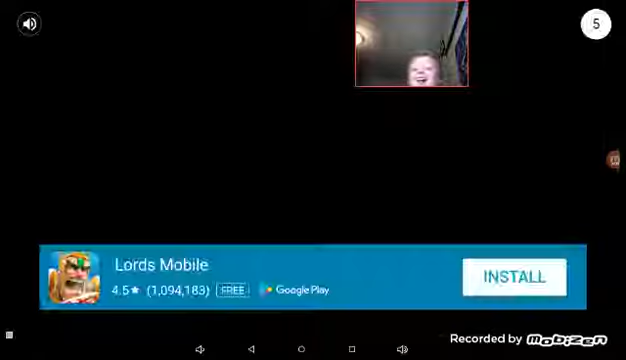 5
Lords Mobile
4.5★ (1,094,183) FREE Google Play
INSTALL
Recorded by mobizen